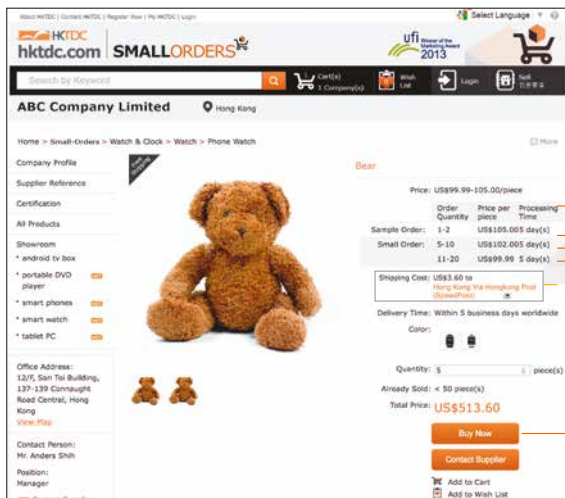 About HKTDC | Contact HKTDC | Register Now | My HKTDC | Login
Select Language
HKTDC
hktdc.com SMALLORDERS
ufi Winner of the Marketing Award 2013
Search by Keyword
Cart(s)
1 Company(s)
Wish List
Login
Sell
ABC Company Limited
Hong Kong
Home > Small-Orders > Watch & Clock > Watch > Phone Watch
More
Company Profile
Supplier Reference
Certification
All Products
Showroom
* android tv box
* portable DVD player
* smart phones
* smart watch
* tablet PC
Office Address:
12/F, San Toi Building,
137-139 Connaught
Road Central, Hong
Kong
View Map
Contact Person:
Mr. Anders Shih
Position:
Manager
Free Shipping
Bear
Price: US$99.99-105.00/piece
Order Quantity Price per piece Processing Time
Sample Order: 1-2 US$105.00 5 day(s)
Small Order: 5-10 US$102.00 5 day(s)
11-20 US$99.99 5 day(s)
Shipping Cost: US$3.60 to
Hong Kong Via Hongkong Post
(SpeedPost)
Delivery Time: Within 5 business days worldwide
Color:
Quantity: 5 piece(s)
Already Sold: < 50 piece(s)
Total Price: US$513.60
Buy Now
Contact Supplier
Add to Cart
Add to Wish List